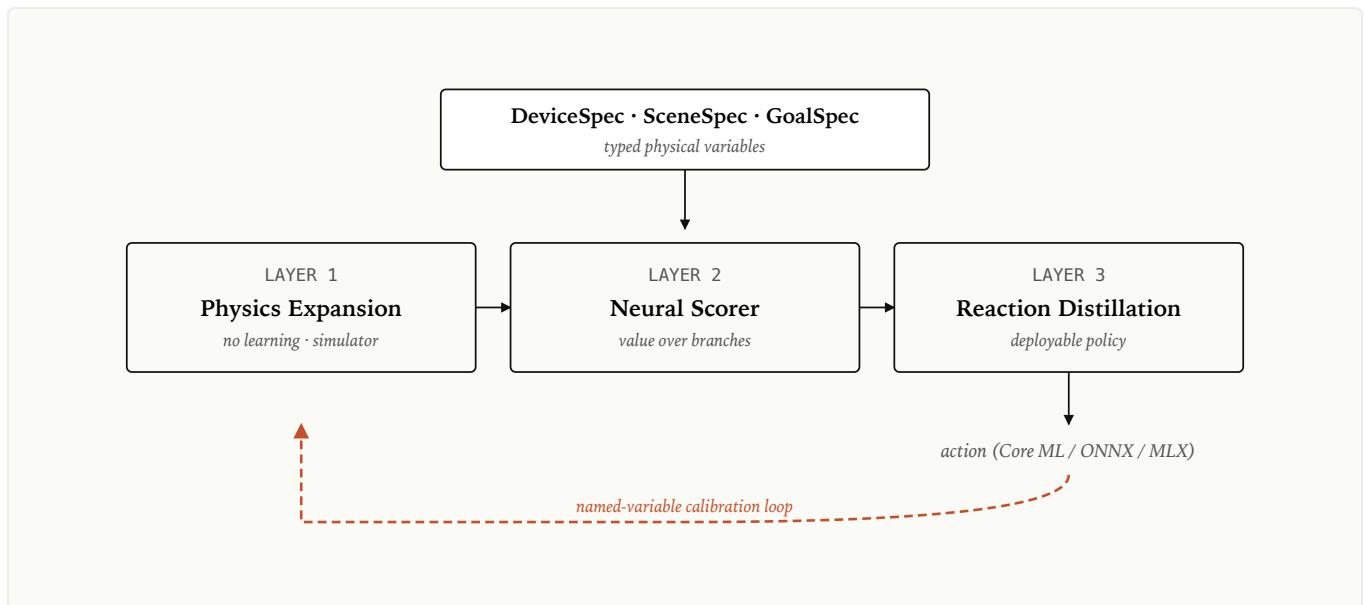 DeviceSpec · SceneSpec · GoalSpec
typed physical variables
LAYER 1
Physics Expansion
no learning · simulator
LAYER 2
Neural Scorer
value over branches
LAYER 3
Reaction Distillation
deployable policy
action (Core ML / ONNX / MLX)
named-variable calibration loop